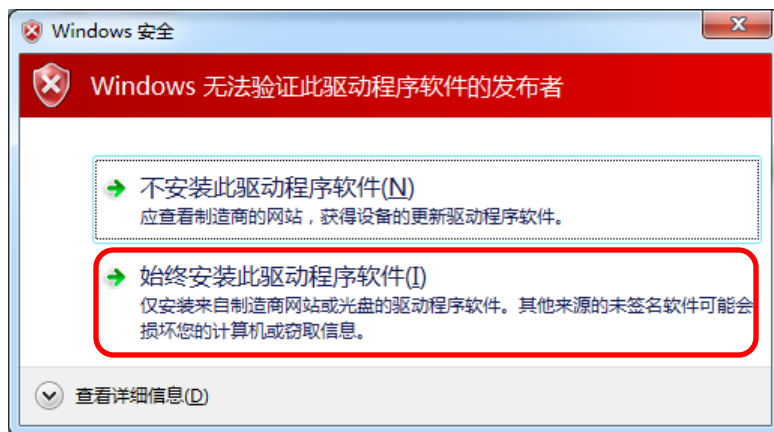 Windows 安全
Windows 无法验证此驱动程序软件的发布者
不安装此驱动程序软件(N)
应查看制造商的网站，获得设备的更新驱动程序软件。
始终安装此驱动程序软件(I)
仅安装来自制造商网站或光盘的驱动程序软件。其他来源的未签名软件可能会
损坏您的计算机或窃取信息。
查看详细信息(D)